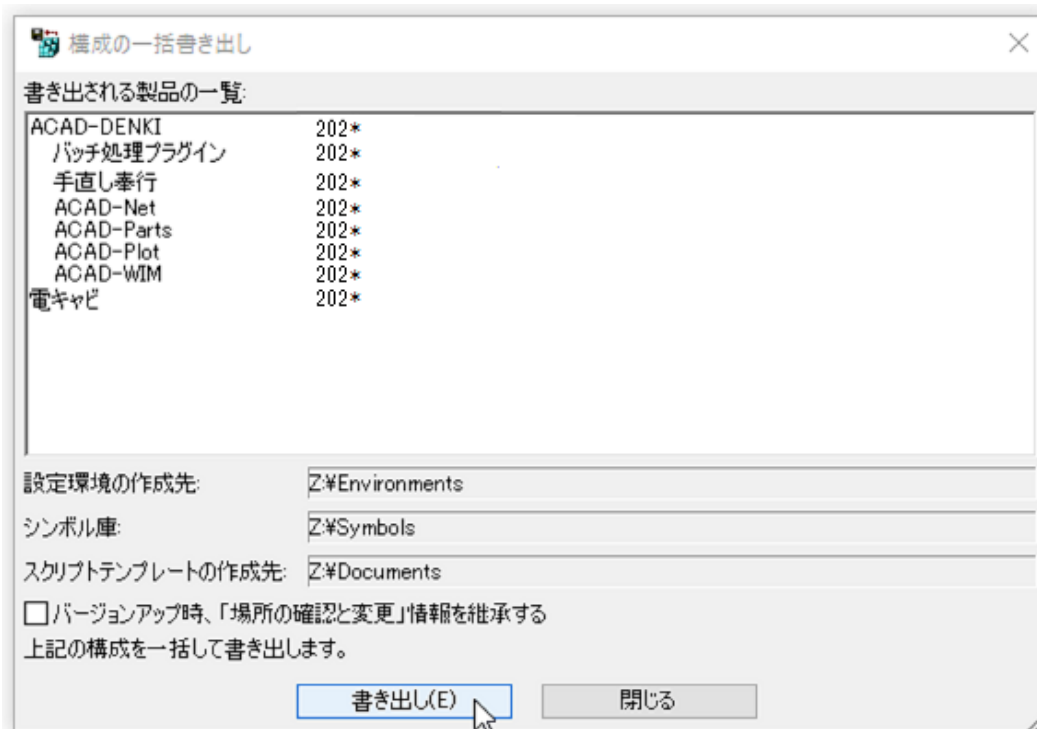 構成の一括書き出し
書き出される製品の一覧:
ACAD-DENKI 202*
バッチ処理プラグイン 202*
手直し奉行 202*
ACAD-Net 202*
ACAD-Parts 202*
ACAD-Plot 202*
ACAD-WIM 202*
電キャビ 202*
設定環境の作成先: Z:¥Environments
シンボル庫: Z:¥Symbols
スクリプトテンプレートの作成先: Z:¥Documents
バージョンアップ時、「場所の確認と変更」情報を継承する
上記の構成を一括して書き出します。
書き出し(E) 閉じる